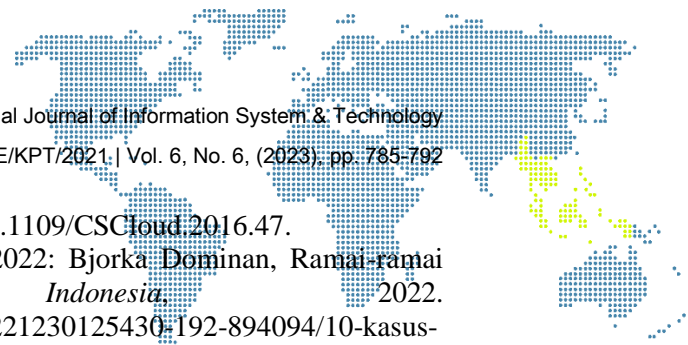 al Journal of Information System & Technology
E/KPT/2021 | Vol. 6, No. 6, (2023), pp. 785-792
.1109/CSCloud.2016.47.
2022: Bjorka Dominan, Ramai-ramai
Indonesia, 2022.
221230125430-192-894094/10-kasus-